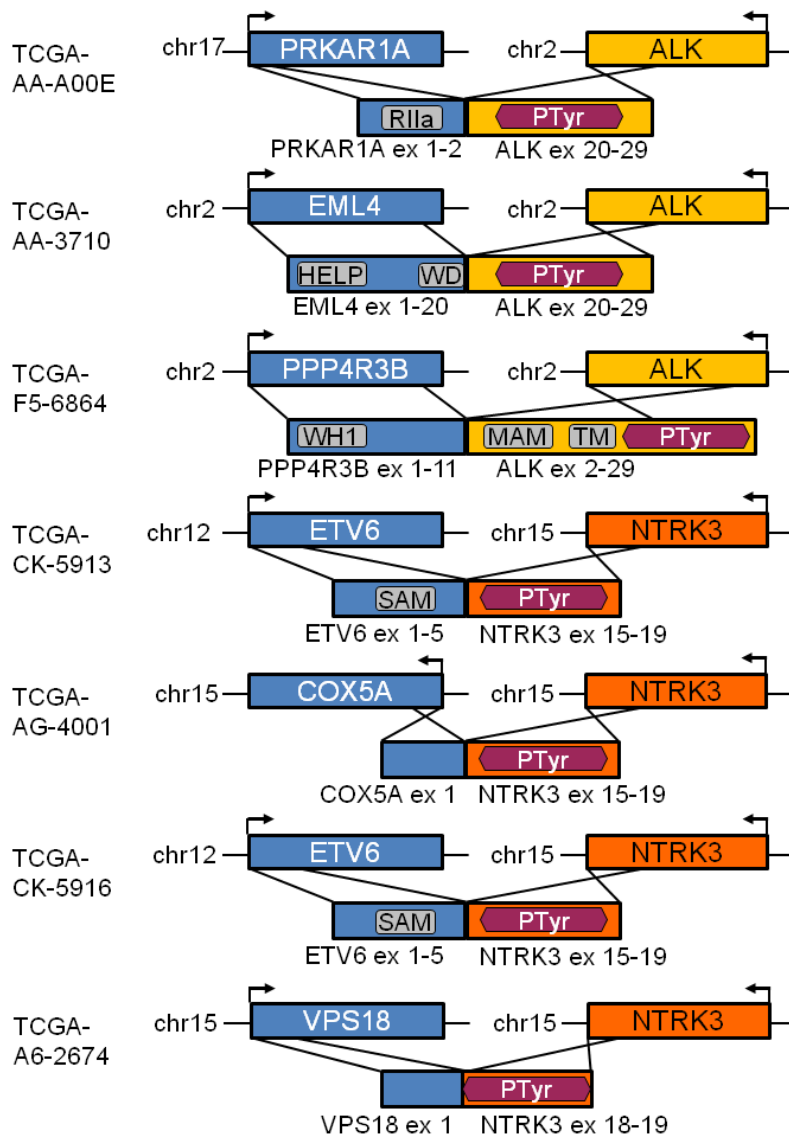 TCGA-
AA-A00E
chr17
PRKAR1A
chr2
ALK
RIIa
PTyr
PRKAR1A ex 1-2
ALK ex 20-29
TCGA-
AA-3710
chr2
EML4
chr2
ALK
HELP
WD
PTyr
EML4 ex 1-20
ALK ex 20-29
TCGA-
F5-6864
chr2
PPP4R3B
chr2
ALK
WH1
MAM
TM
PTyr
PPP4R3B ex 1-11
ALK ex 2-29
TCGA-
CK-5913
chr12
ETV6
chr15
NTRK3
SAM
PTyr
ETV6 ex 1-5
NTRK3 ex 15-19
TCGA-
AG-4001
chr15
COX5A
chr15
NTRK3
PTyr
COX5A ex 1
NTRK3 ex 15-19
TCGA-
CK-5916
chr12
ETV6
chr15
NTRK3
SAM
PTyr
ETV6 ex 1-5
NTRK3 ex 15-19
TCGA-
A6-2674
chr15
VPS18
chr15
NTRK3
PTyr
VPS18 ex 1
NTRK3 ex 18-19